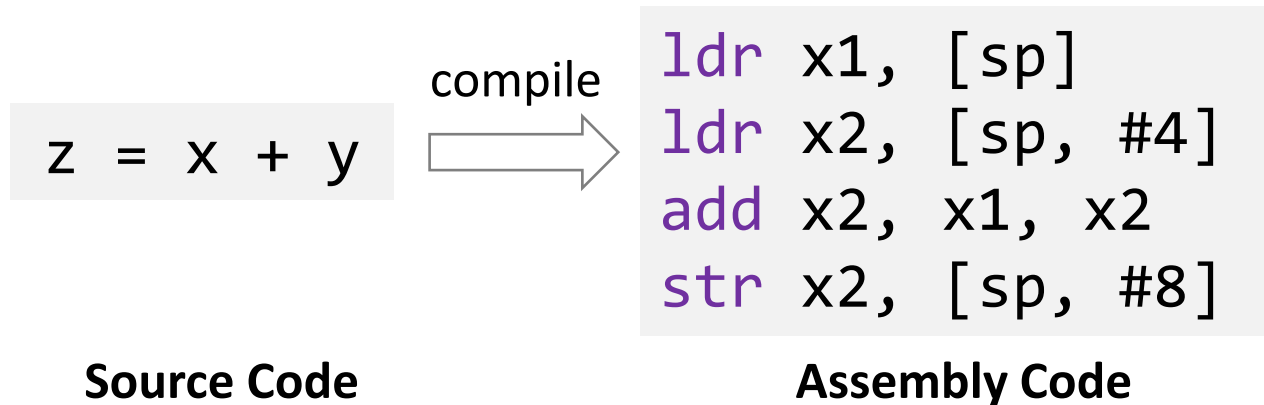 z = x + y
compile
ldr x1, [sp]
ldr x2, [sp, #4]
add x2, x1, x2
str x2, [sp, #8]
Source Code
Assembly Code